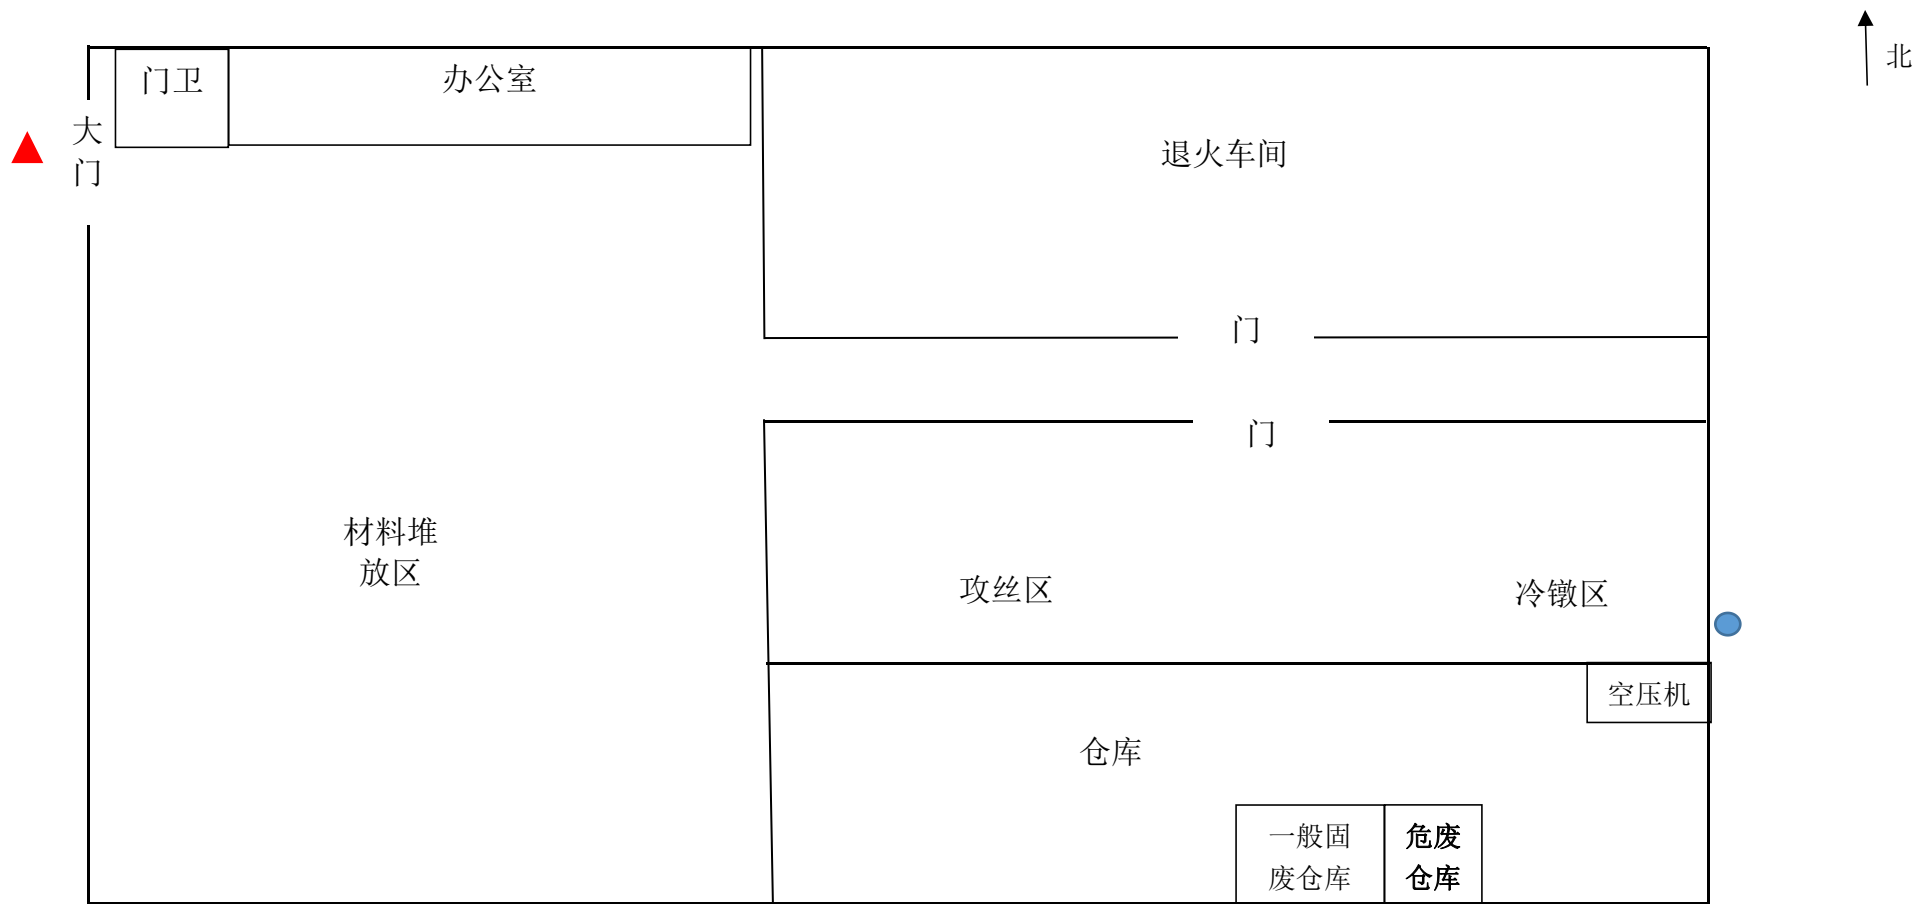 北
门卫
办公室
大
门
退火车间
门
门
材料堆
放区
攻丝区
冷镦区
空压机
仓库
一般固
废仓库
危废
仓库